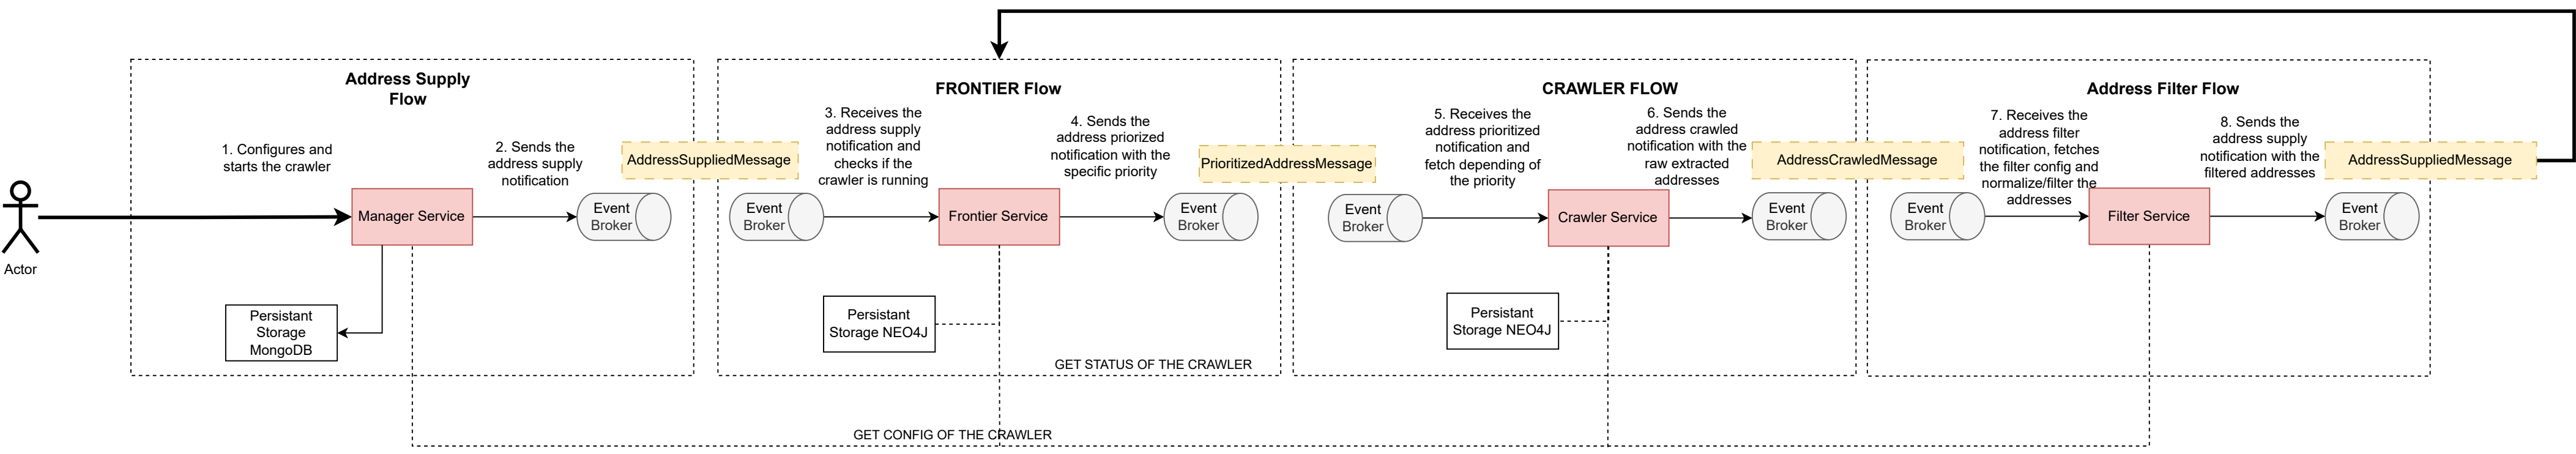 Address Supply
Flow
1. Configures and
starts the crawler
2. Sends the
address supply
notification
AddressSuppliedMessage
Actor
Manager Service
Event
Broker
Persistant
Storage
MongoDB
FRONTIER Flow
3. Receives the
address supply
notification and
checks if the
crawler is running
4. Sends the
address priorized
notification with the
specific priority
PrioritizedAddressMessage
Event
Broker
Frontier Service
Event
Broker
Persistant
Storage NEO4J
GET STATUS OF THE CRAWLER
CRAWLER FLOW
5. Receives the
address prioritized
notification and
fetch depending of
the priority
6. Sends the
address crawled
notification with the
raw extracted
addresses
AddressCrawledMessage
Event
Broker
Crawler Service
Event
Broker
Persistant
Storage NEO4J
Address Filter Flow
7. Receives the
address filter
notification, fetches
the filter config and
normalize/filter the
addresses
8. Sends the
address supply
notification with the
filtered addresses
AddressSuppliedMessage
Event
Broker
Filter Service
Event
Broker
GET CONFIG OF THE CRAWLER